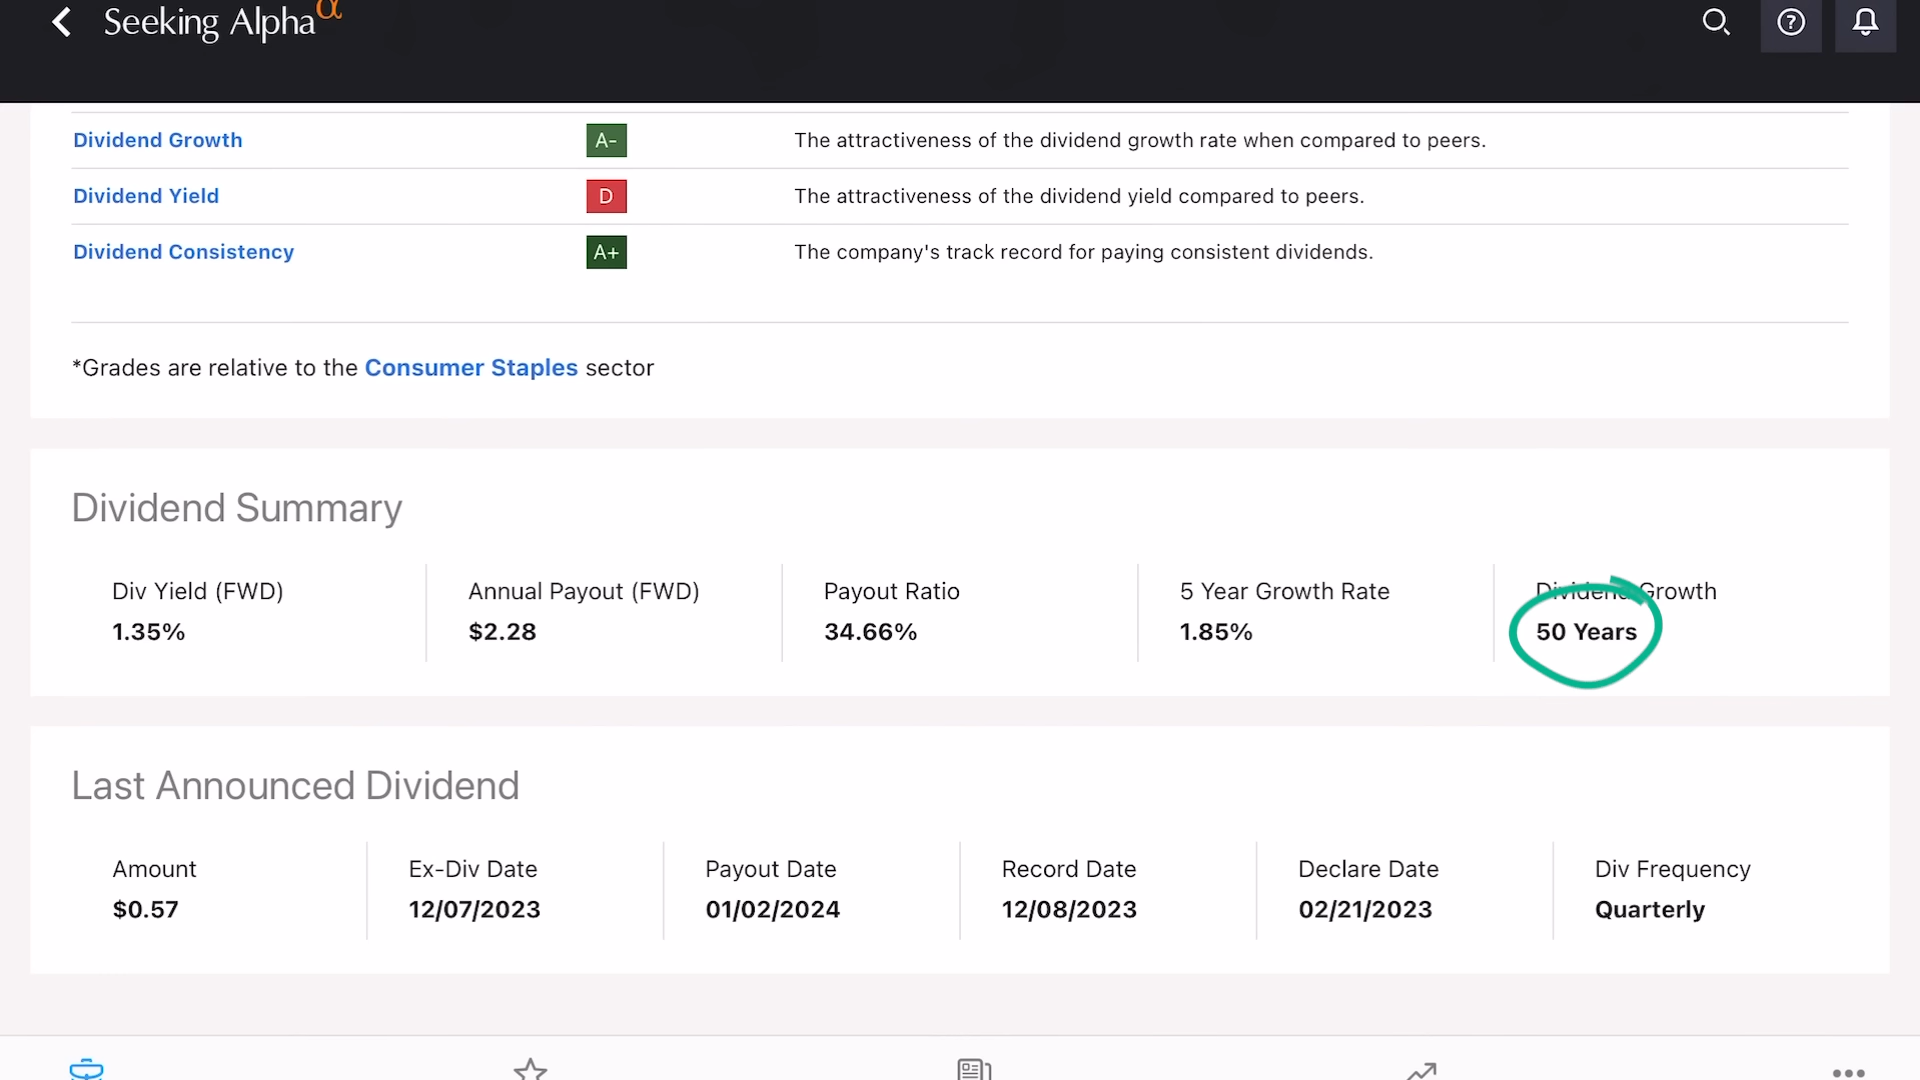 Seeking Alpha α
Dividend Growth A- The attractiveness of the dividend growth rate when compared to peers.
Dividend Yield D The attractiveness of the dividend yield compared to peers.
Dividend Consistency A+ The company's track record for paying consistent dividends.
*Grades are relative to the Consumer Staples sector
Dividend Summary
Div Yield (FWD) Annual Payout (FWD) Payout Ratio 5 Year Growth Rate Dividend Growth
1.35% $2.28 34.66% 1.85% 50 Years
Last Announced Dividend
Amount Ex-Div Date Payout Date Record Date Declare Date Div Frequency
$0.57 12/07/2023 01/02/2024 12/08/2023 02/21/2023 Quarterly